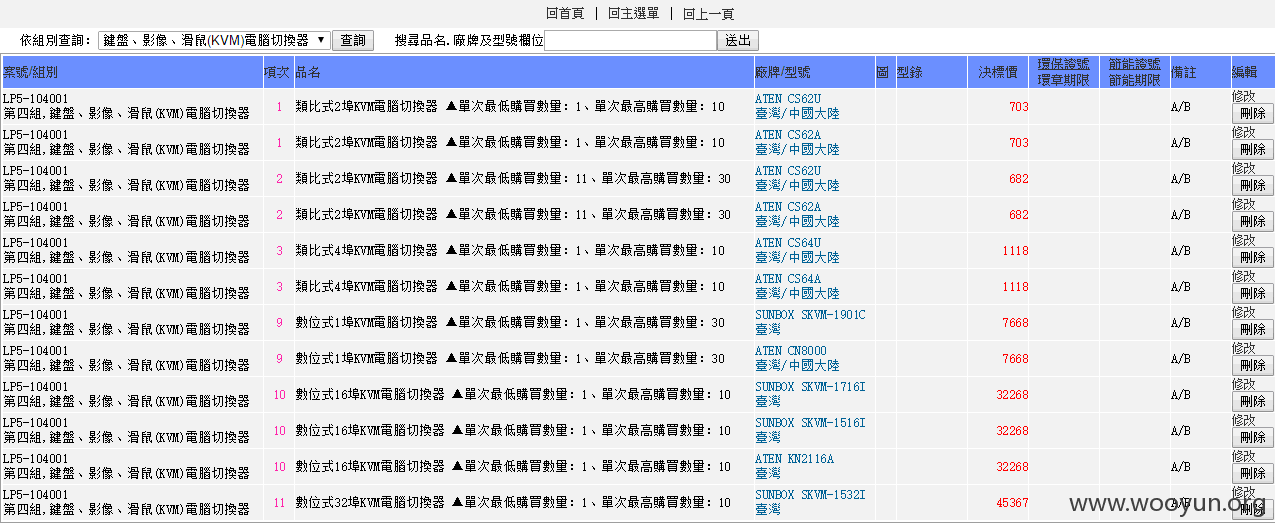 回首頁 | 回主選單 | 回上一頁
依組別查詢: 鍵盤、影像、滑鼠(KVM)電腦切換器 ▼ 查詢 搜尋品名.廠牌及型號欄位 送出
案號/組別 項次 品名 廠牌/型號 圖 型錄 決標價 環保證號 節能證號 備註 編輯
環章期限 節能期限
LP5-104001 ATEN CS62U 修改
第四組,鍵盤、影像、滑鼠(KVM)電腦切換器 1 類比式2埠KVM電腦切換器 ▲單次最低購買數量: 1、單次最高購買數量: 10 臺灣/中國大陸 703 A/B 刪除
LP5-104001 ATEN CS62A 修改
第四組,鍵盤、影像、滑鼠(KVM)電腦切換器 1 類比式2埠KVM電腦切換器 ▲單次最低購買數量: 1、單次最高購買數量: 10 臺灣/中國大陸 703 A/B 刪除
LP5-104001 ATEN CS62U 修改
第四組,鍵盤、影像、滑鼠(KVM)電腦切換器 2 類比式2埠KVM電腦切換器 ▲單次最低購買數量: 11、單次最高購買數量: 30 臺灣/中國大陸 682 A/B 刪除
LP5-104001 ATEN CS62A 修改
第四組,鍵盤、影像、滑鼠(KVM)電腦切換器 2 類比式2埠KVM電腦切換器 ▲單次最低購買數量: 11、單次最高購買數量: 30 臺灣/中國大陸 682 A/B 刪除
LP5-104001 ATEN CS64U 修改
第四組,鍵盤、影像、滑鼠(KVM)電腦切換器 3 類比式4埠KVM電腦切換器 ▲單次最低購買數量: 1、單次最高購買數量: 10 臺灣/中國大陸 1118 A/B 刪除
LP5-104001 ATEN CS64A 修改
第四組,鍵盤、影像、滑鼠(KVM)電腦切換器 3 類比式4埠KVM電腦切換器 ▲單次最低購買數量: 1、單次最高購買數量: 10 臺灣/中國大陸 1118 A/B 刪除
LP5-104001 SUNBOX SKVM-1901C 修改
第四組,鍵盤、影像、滑鼠(KVM)電腦切換器 9 數位式1埠KVM電腦切換器 ▲單次最低購買數量: 1、單次最高購買數量: 30 臺灣 7668 A/B 刪除
LP5-104001 ATEN CN8000 修改
第四組,鍵盤、影像、滑鼠(KVM)電腦切換器 9 數位式1埠KVM電腦切換器 ▲單次最低購買數量: 1、單次最高購買數量: 30 臺灣/中國大陸 7668 A/B 刪除
LP5-104001 SUNBOX SKVM-1716I 修改
第四組,鍵盤、影像、滑鼠(KVM)電腦切換器 10 數位式16埠KVM電腦切換器 ▲單次最低購買數量: 1、單次最高購買數量: 10 臺灣 32268 A/B 刪除
LP5-104001 SUNBOX SKVM-1516I 修改
第四組,鍵盤、影像、滑鼠(KVM)電腦切換器 10 數位式16埠KVM電腦切換器 ▲單次最低購買數量: 1、單次最高購買數量: 10 臺灣 32268 A/B 刪除
LP5-104001 ATEN KN2116A 修改
第四組,鍵盤、影像、滑鼠(KVM)電腦切換器 10 數位式16埠KVM電腦切換器 ▲單次最低購買數量: 1、單次最高購買數量: 10 臺灣 32268 A/B 刪除
LP5-104001 SUNBOX SKVM-1532I 修改
第四組,鍵盤、影像、滑鼠(KVM)電腦切換器 11 數位式32埠KVM電腦切換器 ▲單次最低購買數量: 1、單次最高購買數量: 10 臺灣 45367 A/B 刪除
www.wooyun.org